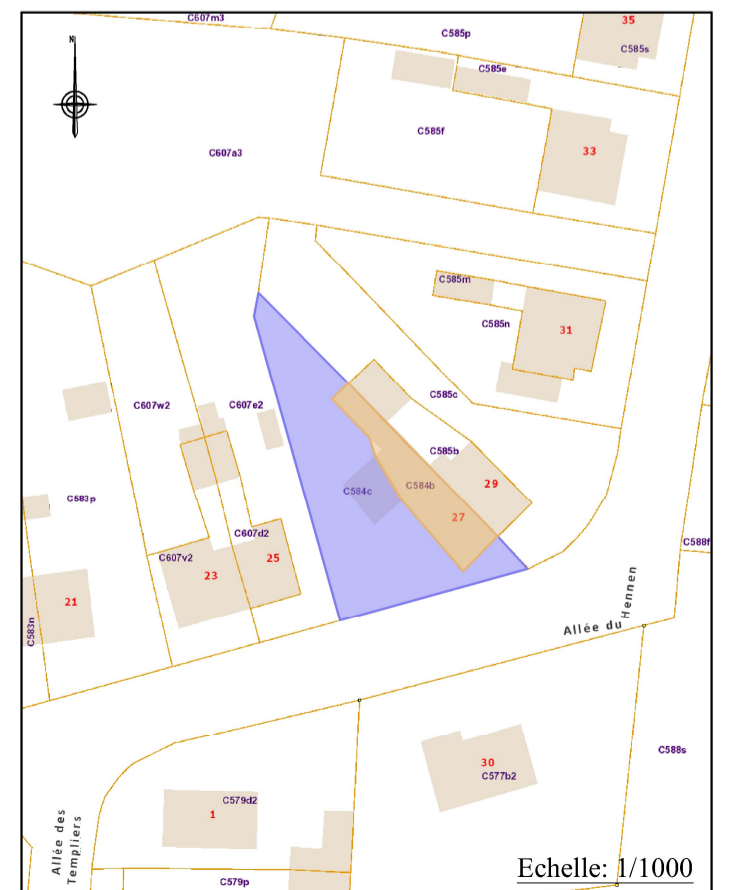 C607m3
35
C585p
C585s
N
C585e
C585f
33
C607a3
C585m
C585n
31
C585c
C607w2
C607e2
C585b
C584c
C584b
29
C583p
27
C607d2
C607v2
25
23
C588f
21
C583n
Allée du Hennen
C588s
30
C577b2
C579d2
1
Allée des
Templiers
Echelle: 1/1000
C579p